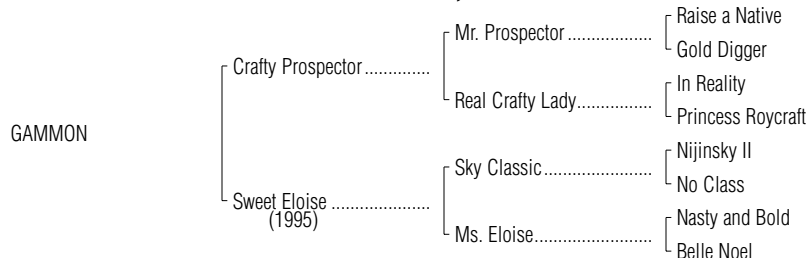 Raise a Native
Mr. Prospector ..................
Gold Digger
Crafty Prospector ..............
In Reality
Real Crafty Lady................
Princess Roycraft
GAMMON
Nijinsky II
Sky Classic .......................
No Class
Sweet Eloise .....................
(1995)
Nasty and Bold
Ms. Eloise.........................
Belle Noel